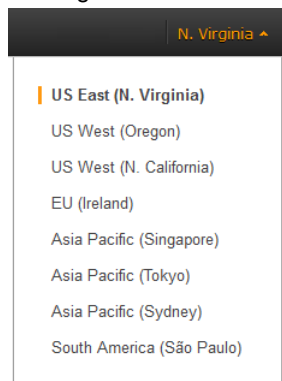 N. Virginia
US East (N. Virginia)
US West (Oregon)
US West (N. California)
EU (Ireland)
Asia Pacific (Singapore)
Asia Pacific (Tokyo)
Asia Pacific (Sydney)
South America (São Paulo)